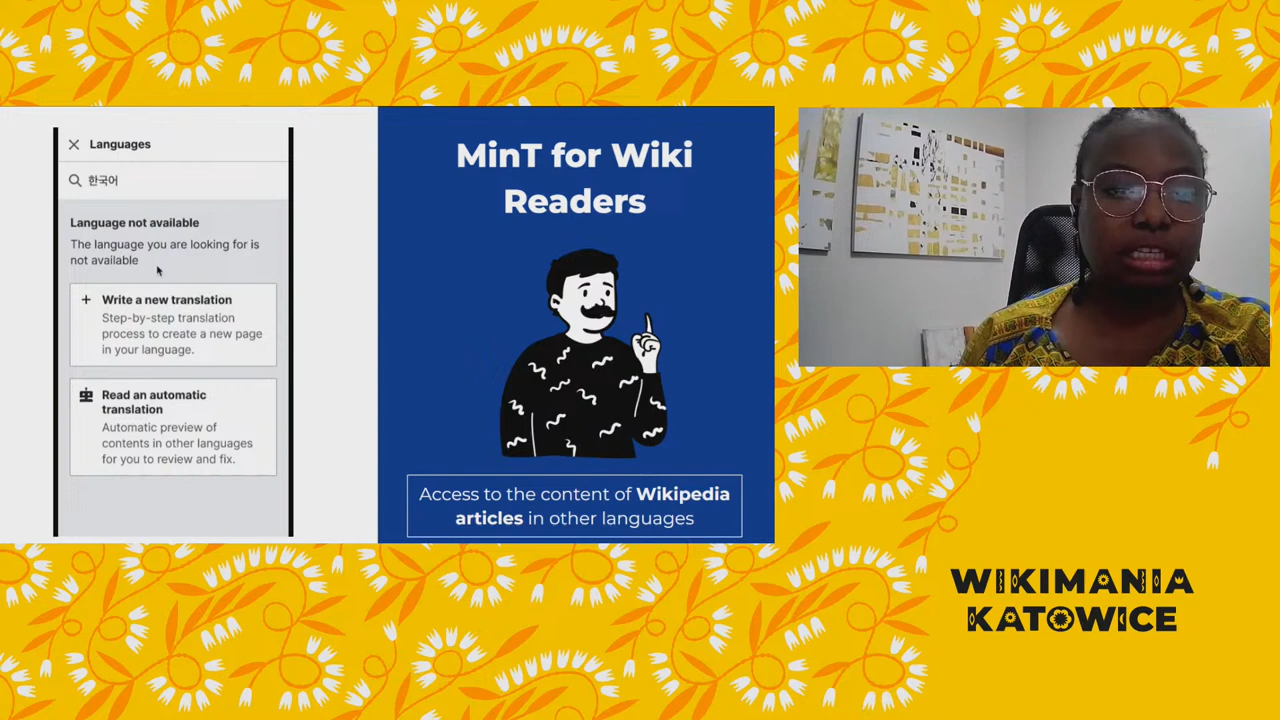 Languages
한국어
Language not available
The language you are looking for is
not available
Write a new translation
Step-by-step translation
process to create a new page
in your language.
Read an automatic
translation
Automatic preview of
contents in other languages
for you to review and fix.
MinT for Wiki
Readers
Access to the content of Wikipedia
articles in other languages
WIKIMANIA
KATOWICE